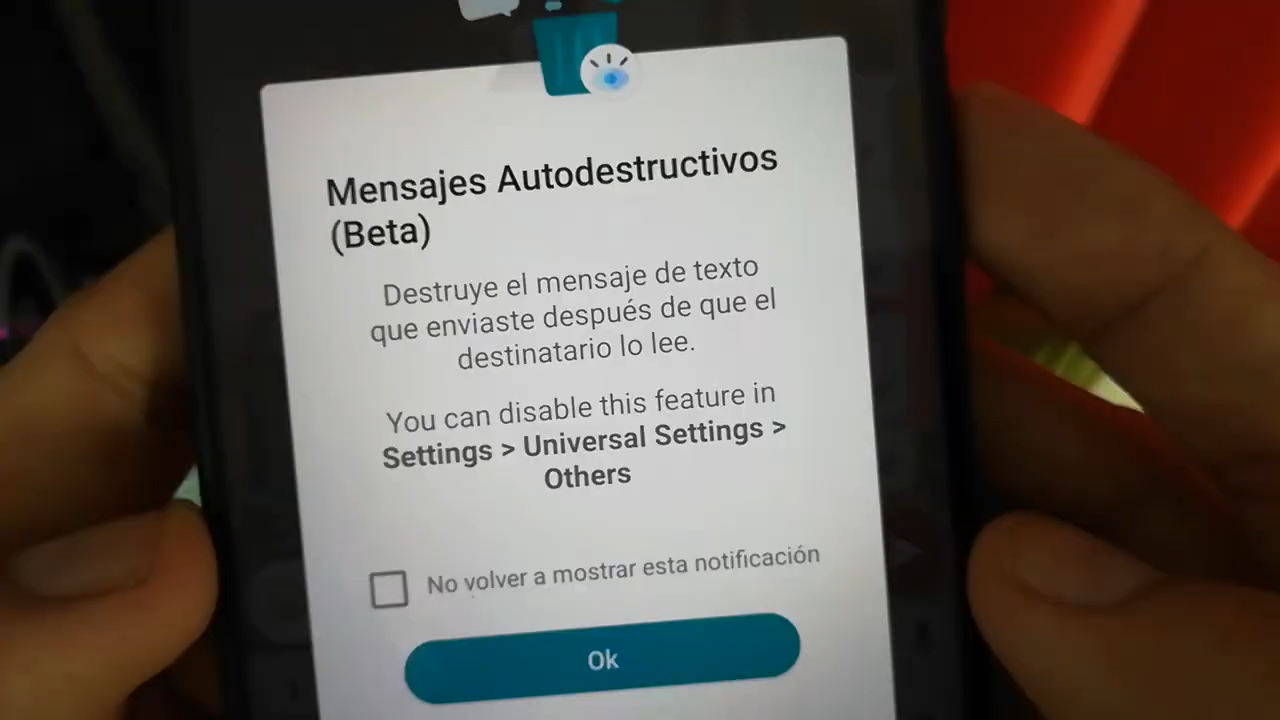 Mensajes Autodestructivos
(Beta)
Destruye el mensaje de texto
que enviaste después de que el
destinatario lo lee.
You can disable this feature in
Settings > Universal Settings >
Others
No volver a mostrar esta notificación
Ok